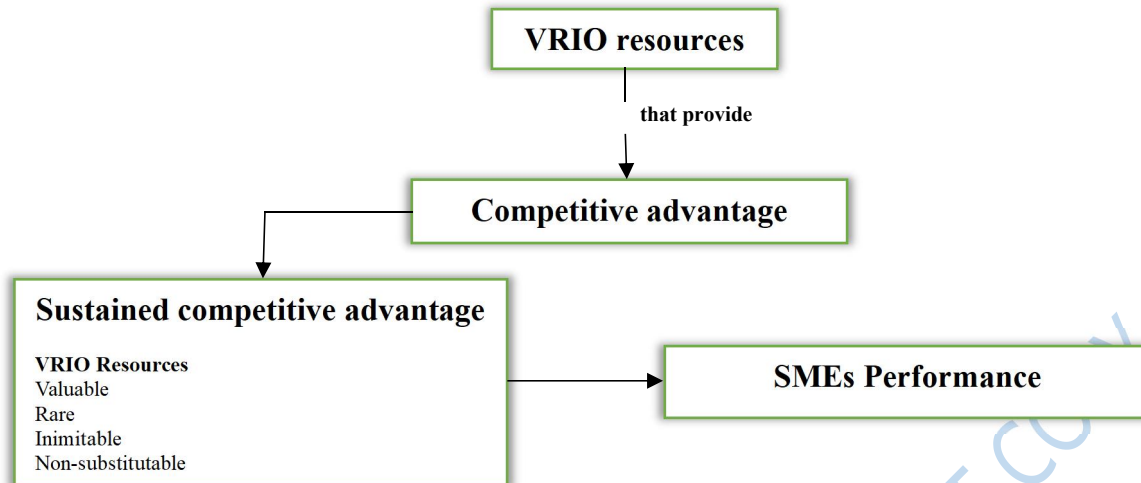 VRIO resources
that provide
Competitive advantage
Sustained competitive advantage
VRIO Resources
Valuable
Rare
Inimitable
Non-substitutable
SMEs Performance